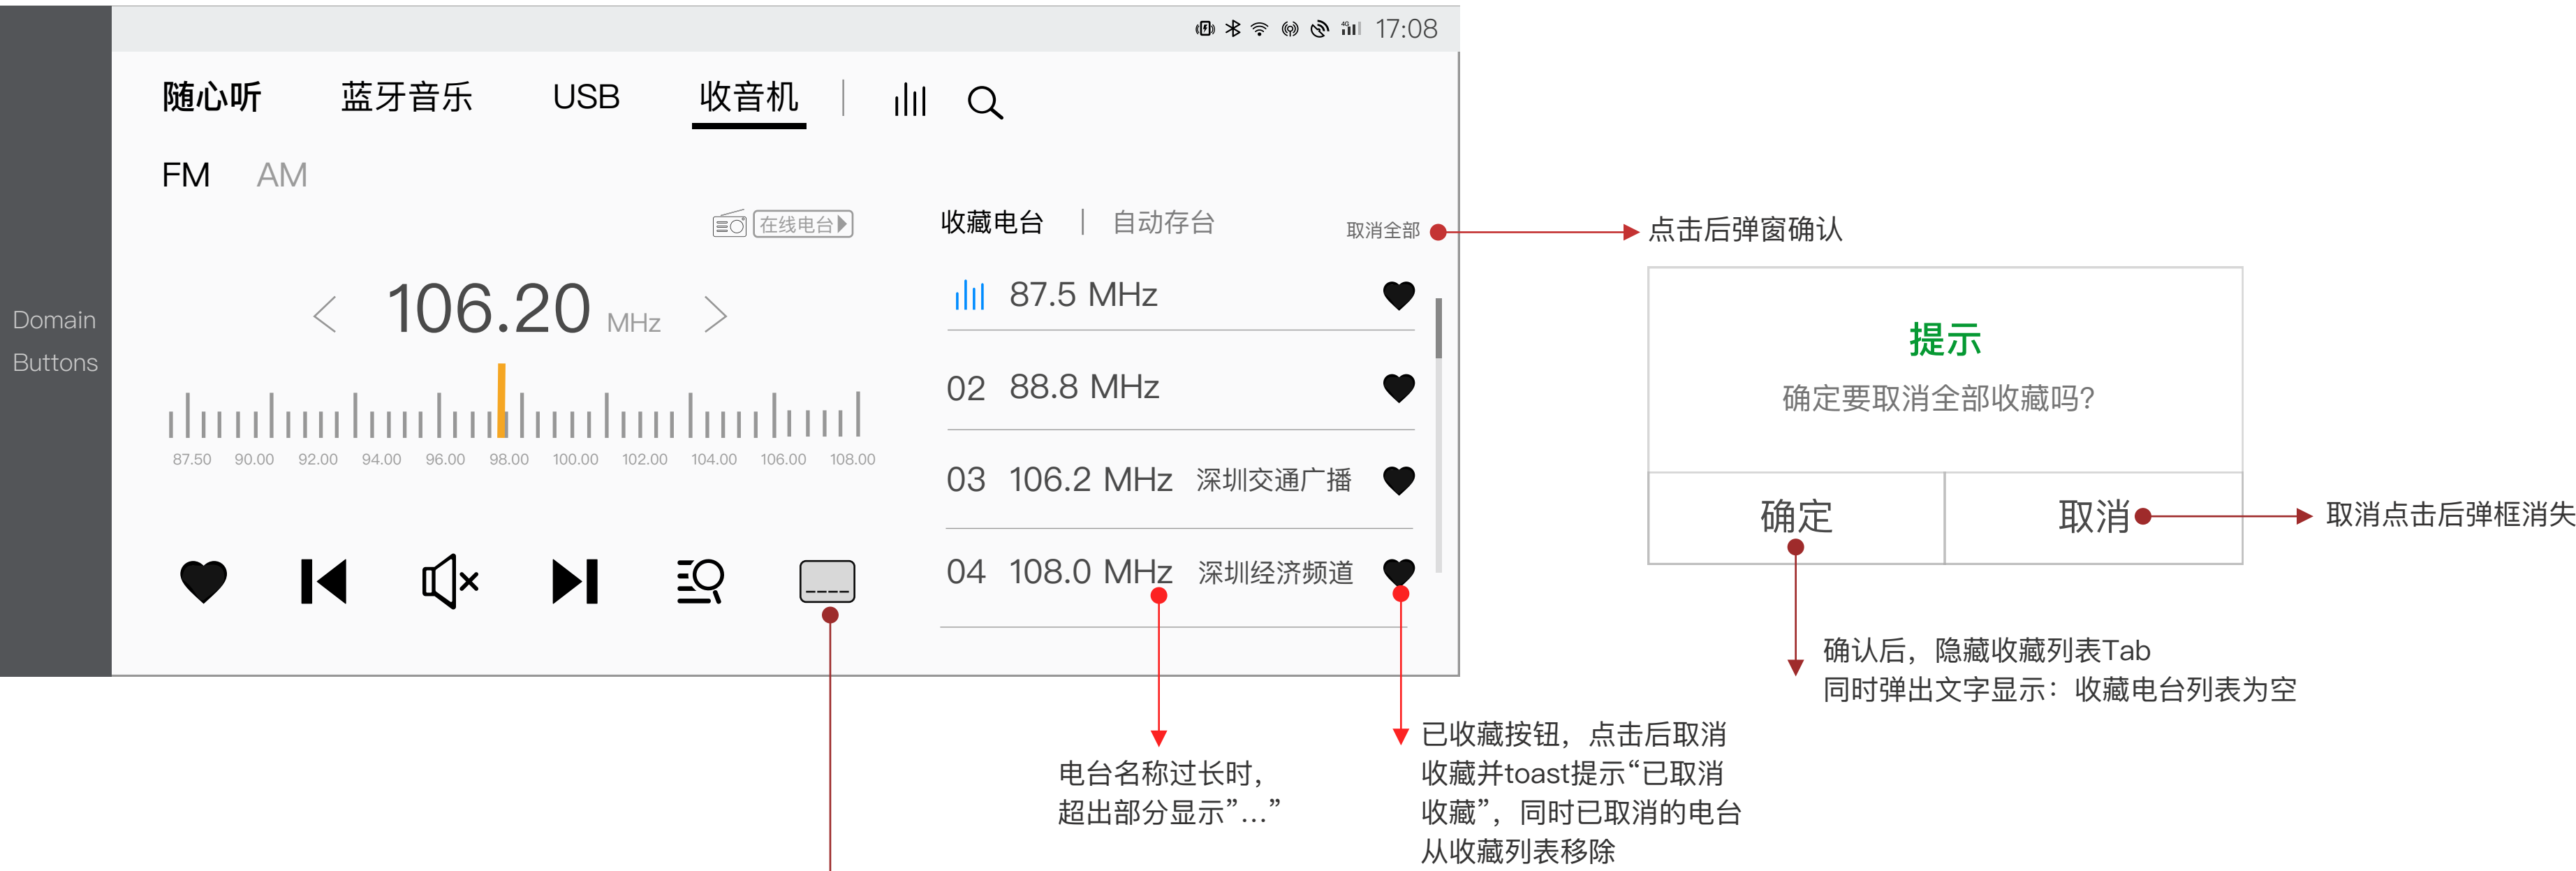 4G 17:08
随心听 蓝牙音乐 USB 收音机
FM AM
在线电台
收藏电台 自动存台 取消全部
点击后弹窗确认
Domain
Buttons
106.20 MHz
87.50 90.00 92.00 94.00 96.00 98.00 100.00 102.00 104.00 106.00 108.00
87.5 MHz
02 88.8 MHz
03 106.2 MHz 深圳交通广播
04 108.0 MHz 深圳经济频道
提示
确定要取消全部收藏吗?
确定 取消
取消点击后弹框消失
确认后，隐藏收藏列表Tab
同时弹出文字显示：收藏电台列表为空
电台名称过长时，
超出部分显示”...”
已收藏按钮，点击后取消
收藏并toast提示“已取消
收藏”，同时已取消的电台
从收藏列表移除